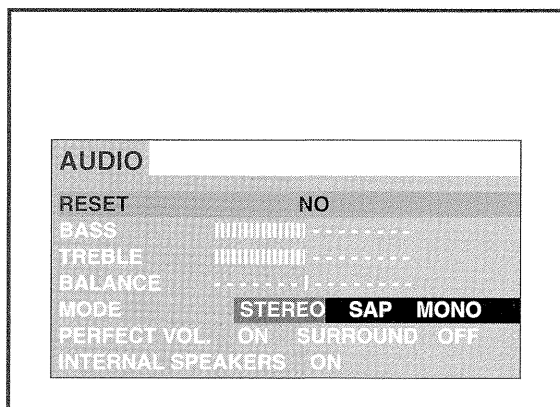 AUDIO
RESET NO
BASS
TREBLE
BALANCE
MODE STEREO SAP MONO
PERFECT VOL. ON SURROUND OFF
INTERNAL SPEAKERS ON